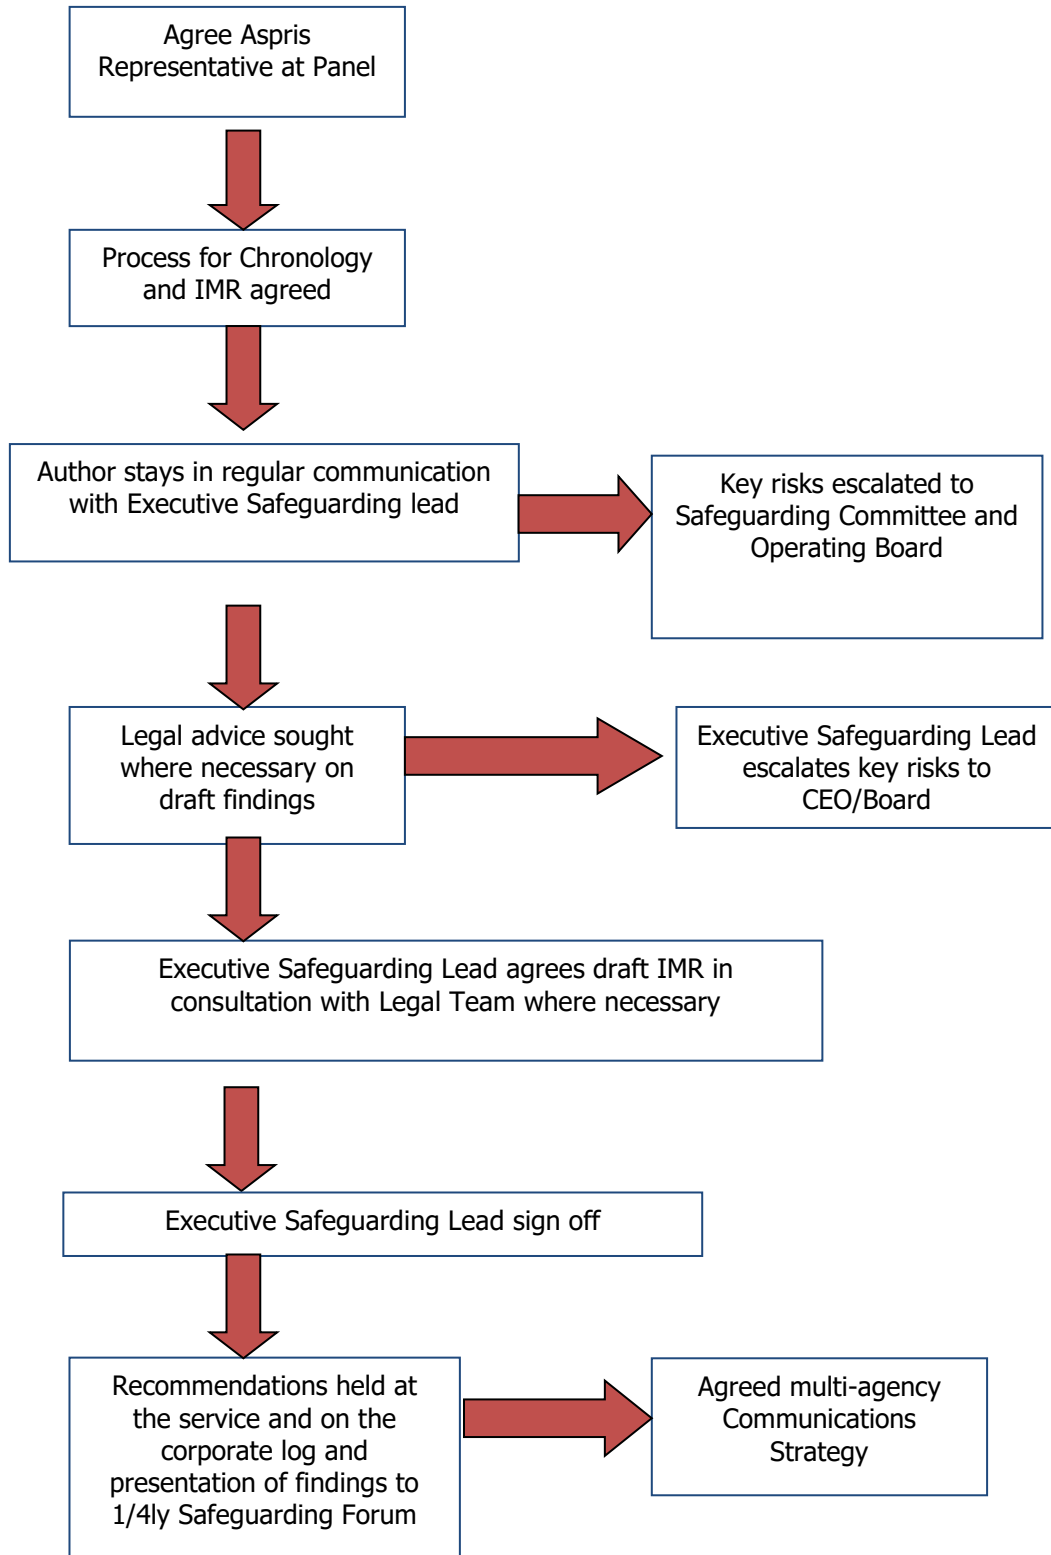 Agree Aspris
Representative at Panel
Process for Chronology
and IMR agreed
Author stays in regular communication
with Executive Safeguarding lead
Key risks escalated to
Safeguarding Committee and
Operating Board
Legal advice sought
where necessary on
draft findings
Executive Safeguarding Lead
escalates key risks to
CEO/Board
Executive Safeguarding Lead agrees draft IMR in
consultation with Legal Team where necessary
Executive Safeguarding Lead sign off
Recommendations held at
the service and on the
corporate log and
presentation of findings to
1/4ly Safeguarding Forum
Agreed multi-agency
Communications
Strategy